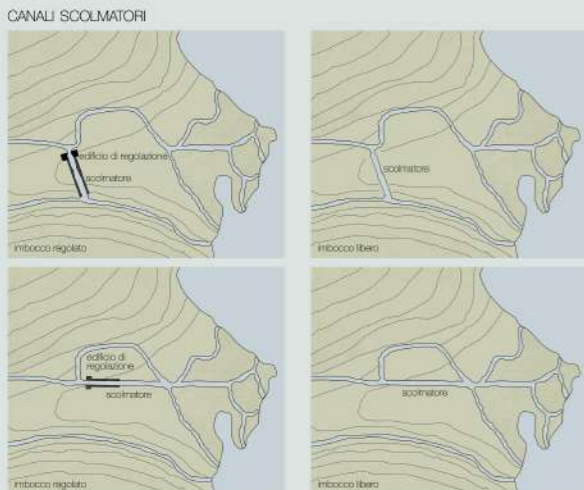 CANALI SCOLMATORI
edificio di regolazione
scolmatore
imbocco regolato
scolmatore
imbocco libero
edificio di
regolazione
scolmatore
imbocco regolato
scolmatore
imbocco libero